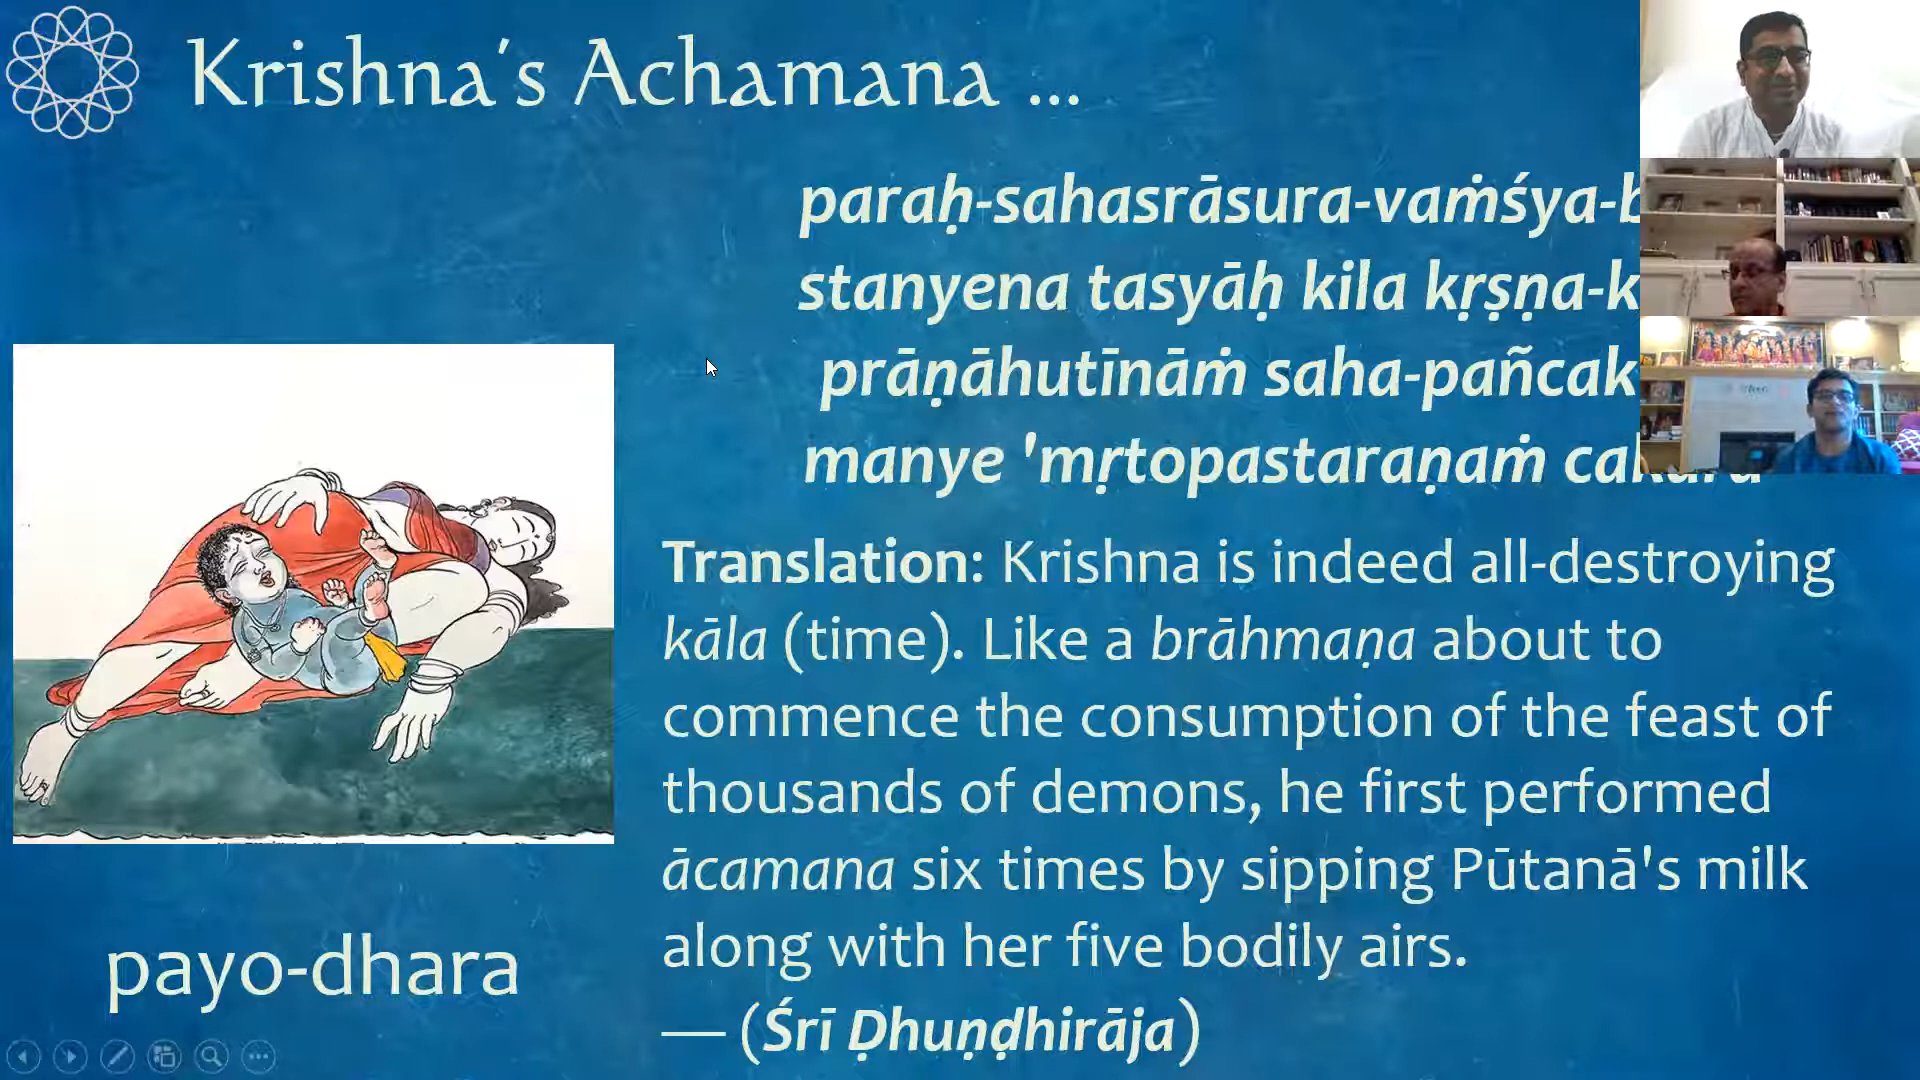 Krishna's Achamana ...
paraḥ-sahasrāsura-vaṁśya-b
stanyena tasyāḥ kila kṛṣṇa-k
prāṇāhutīnāṁ saha-pañcak
manye 'mṛtopastaraṇaṁ cakāra
Translation: Krishna is indeed all-destroying
kāla (time). Like a brāhmaṇa about to
commence the consumption of the feast of
thousands of demons, he first performed
ācamana six times by sipping Pūtanā's milk
along with her five bodily airs.
— (Śrī Ḍhuṇḍhirāja)
payo-dhara